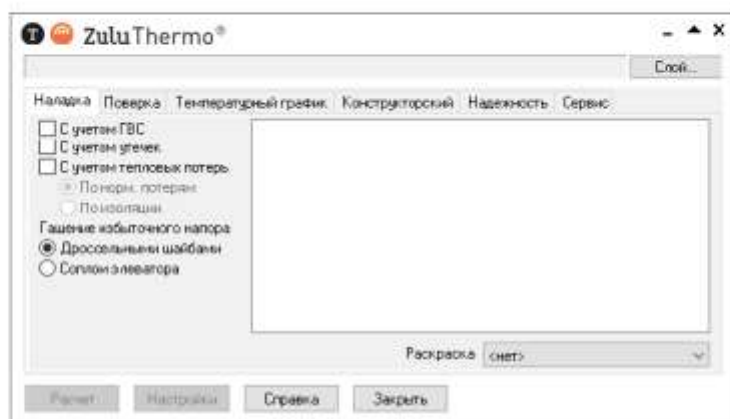 ZuluThermo®
Слой...
Наладка Поверка Температурный график Конструкторский Надежность Сервис
С учетом ГВС
С учетом утечек
С учетом тепловых потерь
По норм. потерям
По изоляции
Гашение избыточного напора
Дроссельными шайбами
Соплом элеватора
Раскраска <нет>
Расчет Настройки Справка Закрыть